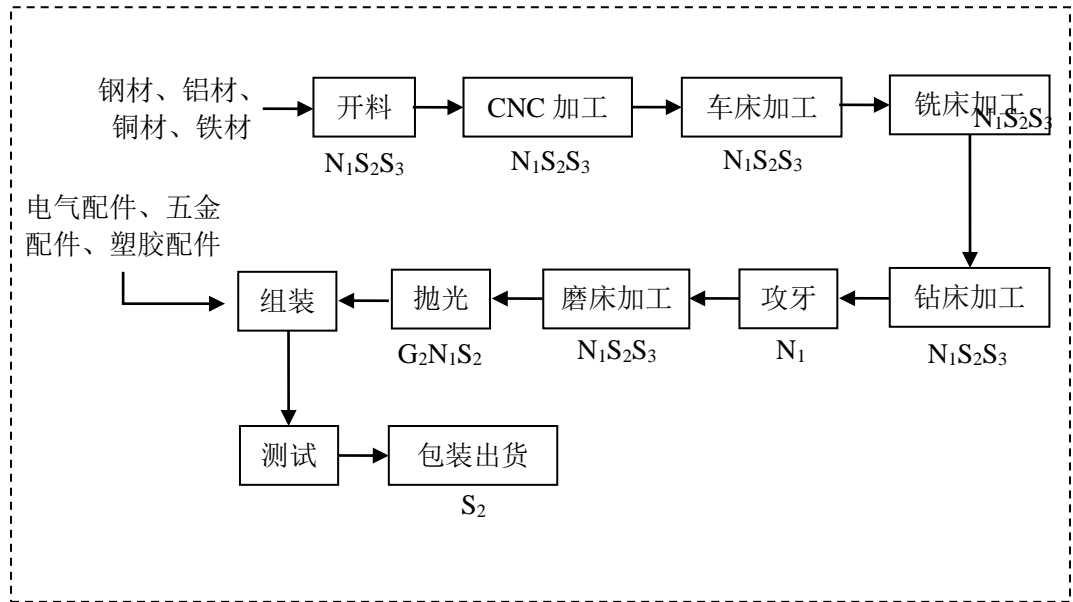 钢材、铝材、
铜材、铁材
开料
CNC 加工
车床加工
铣床加工
N₁S₂S₃
N₁S₂S₃
N₁S₂S₃
N₁S₂S₃
电气配件、五金
配件、塑胶配件
组装
抛光
磨床加工
攻牙
钻床加工
G₂N₁S₂
N₁S₂S₃
N₁
N₁S₂S₃
测试
包装出货
S₂